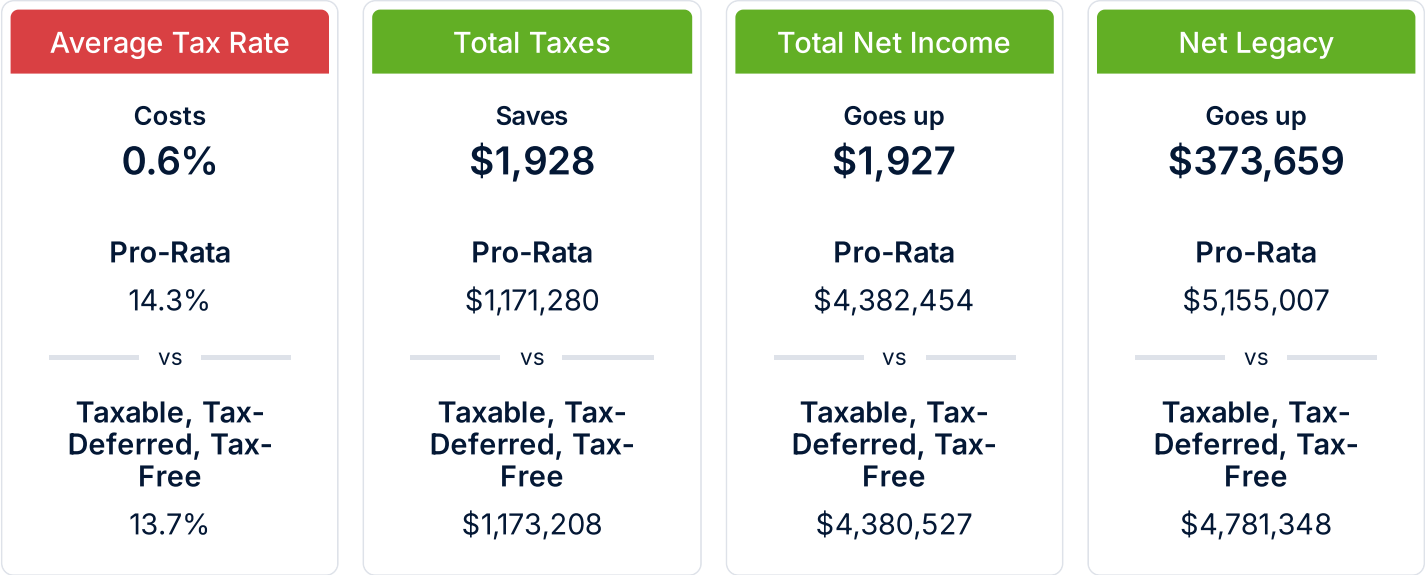 Average Tax Rate
Costs
0.6%
Pro-Rata
14.3%
vs
Taxable, Tax-
Deferred, Tax-
Free
13.7%
Total Taxes
Saves
$1,928
Pro-Rata
$1,171,280
vs
Taxable, Tax-
Deferred, Tax-
Free
$1,173,208
Total Net Income
Goes up
$1,927
Pro-Rata
$4,382,454
vs
Taxable, Tax-
Deferred, Tax-
Free
$4,380,527
Net Legacy
Goes up
$373,659
Pro-Rata
$5,155,007
vs
Taxable, Tax-
Deferred, Tax-
Free
$4,781,348